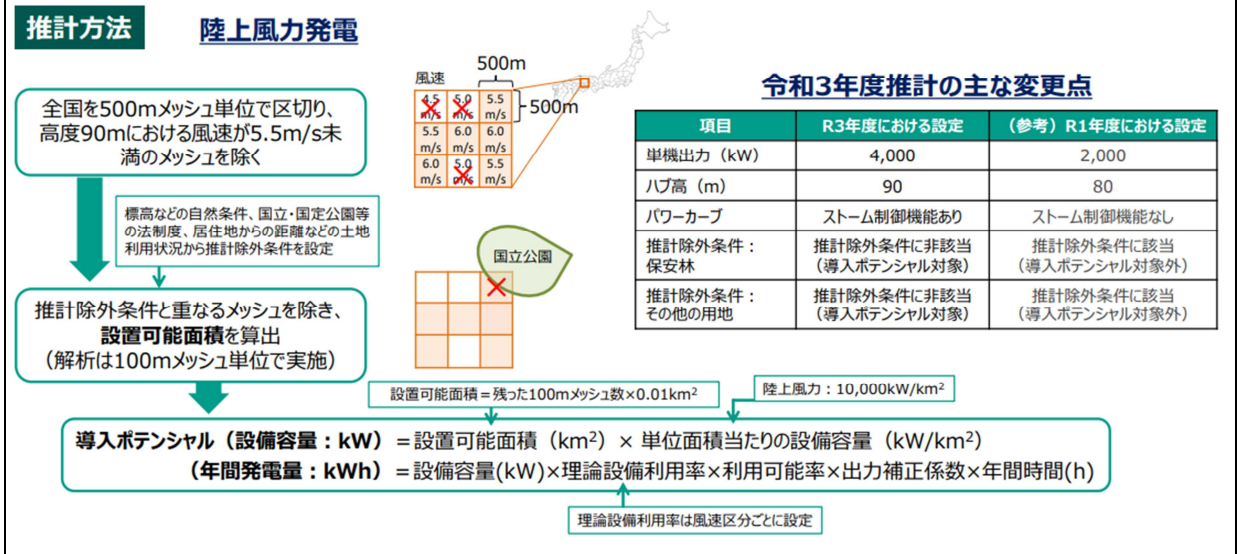 推計方法
陸上風力発電
全国を500mメッシュ単位で区切り、
高度90mにおける風速が5.5m/s未
満のメッシュを除く
標高などの自然条件、国立・国定公園等
の法制度、居住地からの距離などの土地
利用状況から推計除外条件を設定
推計除外条件と重なるメッシュを除き、
設置可能面積を算出
（解析は100mメッシュ単位で実施）
風速
500m
500m
4.5 5.0 5.5
m/s m/s m/s
5.5 6.0 6.0
m/s m/s m/s
6.0 5.0 5.5
m/s m/s m/s
国立公園
令和3年度推計の主な変更点
項目 R3年度における設定 （参考）R1年度における設定
単機出力（kW） 4,000 2,000
ハブ高（m） 90 80
パワーカーブ ストーム制御機能あり ストーム制御機能なし
推計除外条件： 推計除外条件に非該当 推計除外条件に該当
保安林 （導入ポテンシャル対象） （導入ポテンシャル対象外）
推計除外条件： 推計除外条件に非該当 推計除外条件に該当
その他の用地 （導入ポテンシャル対象） （導入ポテンシャル対象外）
設置可能面積＝残った100mメッシュ数×0.01km²
陸上風力：10,000kW/km²
導入ポテンシャル（設備容量：kW）＝設置可能面積（km²）× 単位面積当たりの設備容量（kW/km²）
（年間発電量：kWh）＝設備容量(kW)×理論設備利用率×利用可能率×出力補正係数×年間時間(h)
理論設備利用率は風速区分ごとに設定